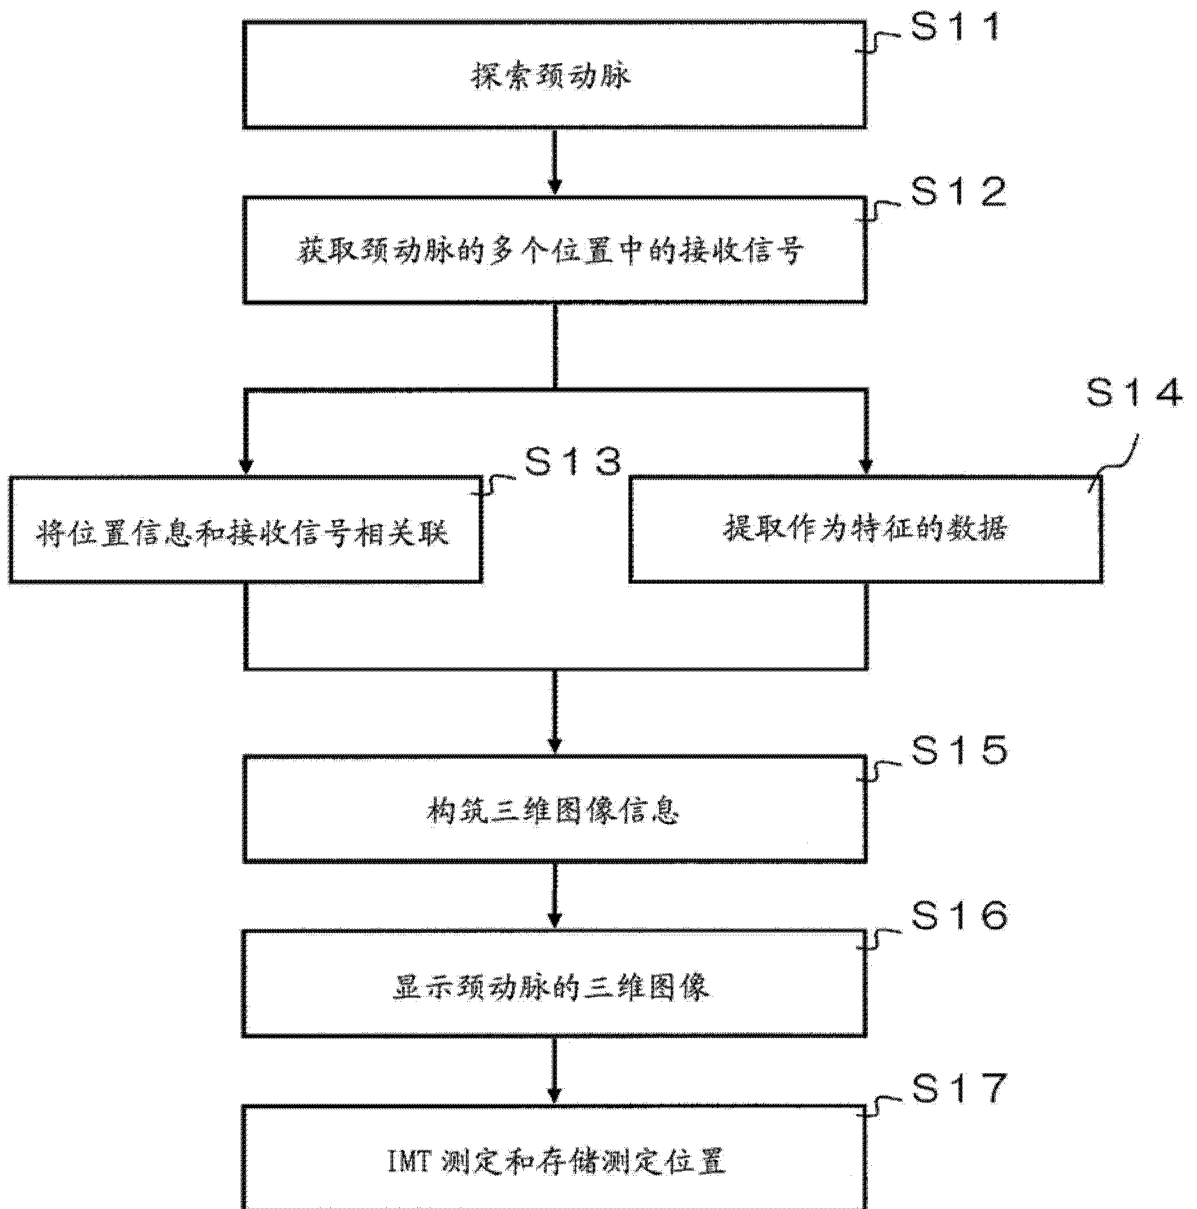 S11
探索颈动脉
S12
获取颈动脉的多个位置中的接收信号
S14
S13
将位置信息和接收信号相关联
提取作为特征的数据
S15
构筑三维图像信息
S16
显示颈动脉的三维图像
S17
IMT 测定和存储测定位置